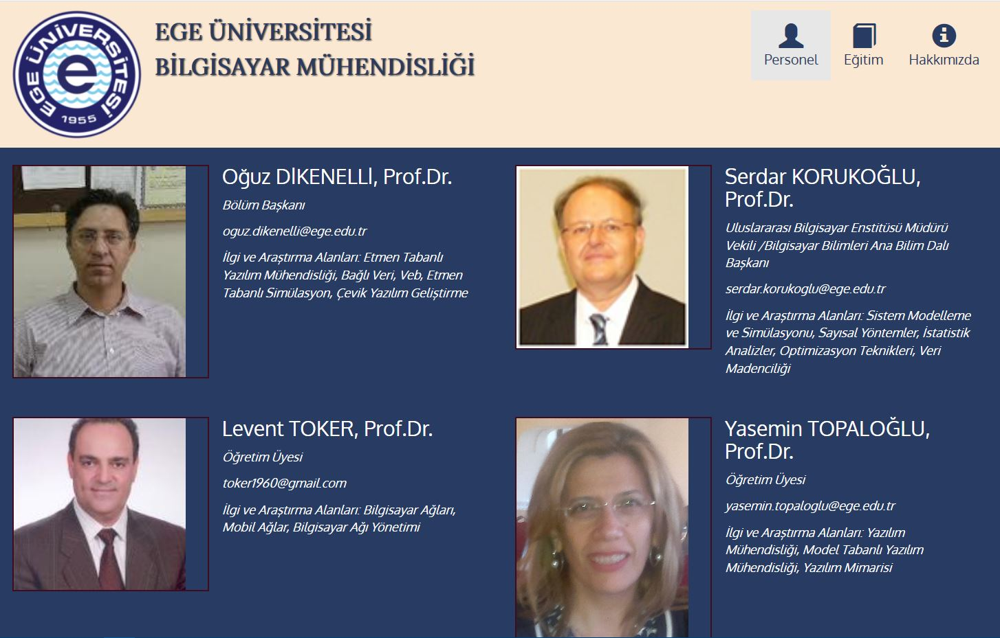 EGE ÜNİVERSİTESİ
BİLGİSAYAR MÜHENDİSLİĞİ
EGE ÜNİVERSİTESİ
e
1955
Personel
Eğitim
Hakkımızda
Oğuz DİKENELLİ, Prof.Dr.
Bölüm Başkanı
oguz.dikenelli@ege.edu.tr
İlgi ve Araştırma Alanları: Etmen Tabanlı
Yazılım Mühendisliği, Bağlı Veri, Veb, Etmen
Tabanlı Simülasyon, Çevik Yazılım Geliştirme
Serdar KORUKOĞLU,
Prof.Dr.
Uluslararası Bilgisayar Enstitüsü Müdürü
Vekili /Bilgisayar Bilimleri Ana Bilim Dalı
Başkanı
serdar.korukoglu@ege.edu.tr
İlgi ve Araştırma Alanları: Sistem Modelleme
ve Simülasyonu, Sayısal Yöntemler, İstatistik
Analizler, Optimizasyon Teknikleri, Veri
Madenciliği
Levent TOKER, Prof.Dr.
Öğretim Üyesi
toker1960@gmail.com
İlgi ve Araştırma Alanları: Bilgisayar Ağları,
Mobil Ağlar, Bilgisayar Ağı Yönetimi
Yasemin TOPALOĞLU,
Prof.Dr.
Öğretim Üyesi
yasemin.topaloglu@ege.edu.tr
İlgi ve Araştırma Alanları: Yazılım
Mühendisliği, Model Tabanlı Yazılım
Mühendisliği, Yazılım Mimarisi